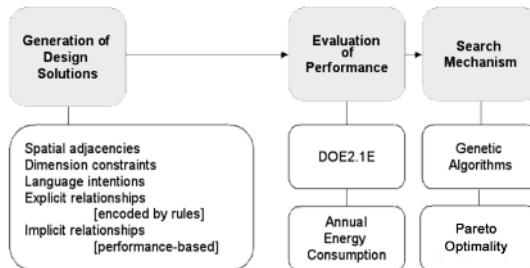 Generation of
Design
Solutions
Evaluation
of
Performance
Search
Mechanism
Spatial adjacencies
Dimension constraints
Language intentions
Explicit relationships
[encoded by rules]
Implicit relationships
[performance-based]
DOE2.1E
Annual
Energy
Consumption
Genetic
Algorithms
Pareto
Optimality